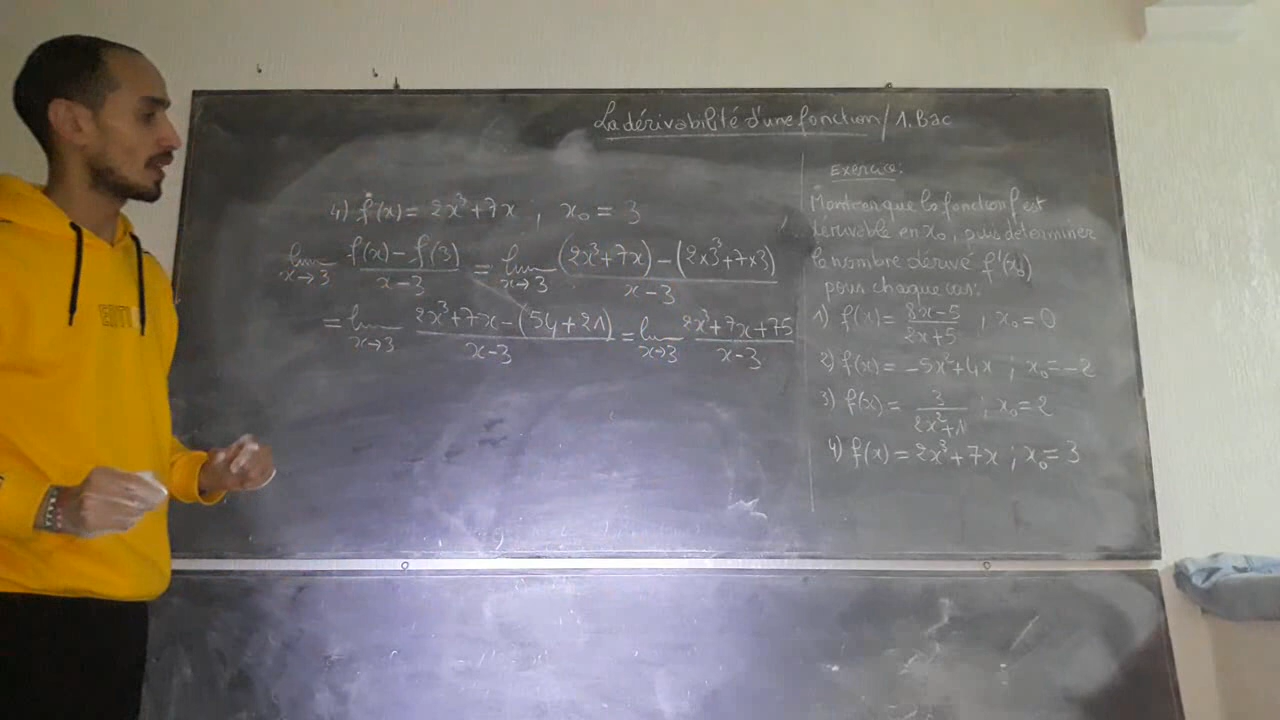 La dérivabilité d'une fonction / 1. Bac
4) f(x) = 2x³+7x , x₀ = 3
lim x→3 (f(x) − f(3))/(x−3) = lim x→3 ((2x³+7x) − (2×3³+7×3))/(x−3)
= lim x→3 (2x³+7x−(54+21))/(x−3) = lim x→3 (2x³+7x+75)/(x−3)
Exercice:
Montrer que la fonction f est
dérivable en x₀, puis déterminer
le nombre dérivé f'(x₀)
pour chaque cas:
1) f(x) = (8x−5)/(2x+5) ; x₀ = 0
2) f(x) = −5x²+4x ; x₀ = −2
3) f(x) = 3/(2x²+1) ; x₀ = 2
4) f(x) = 2x³+7x ; x₀ = 3